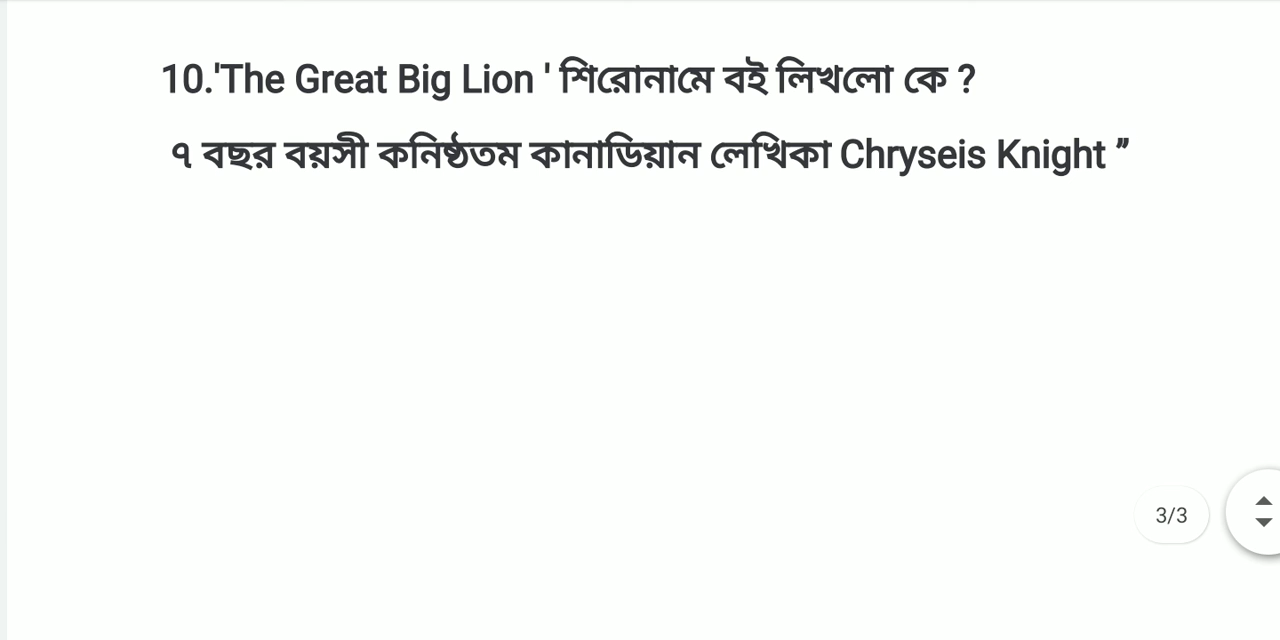 10.'The Great Big Lion ' শিরোনামে বই লিখলো কে ?
৭ বছর বয়সী কনিষ্ঠতম কানাডিয়ান লেখিকা Chryseis Knight ”
3/3